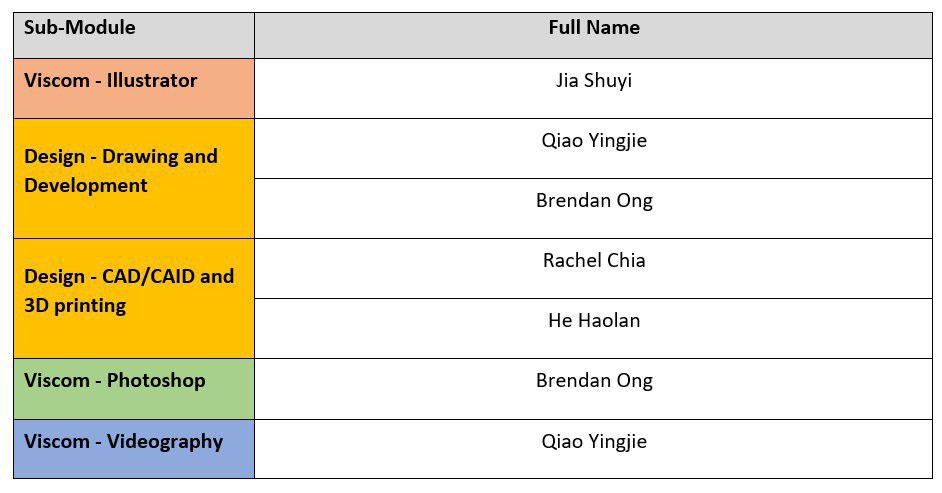 Sub-Module Full Name
Viscom - Illustrator Jia Shuyi
Design - Drawing and
Development
Qiao Yingjie
Brendan Ong
Design - CAD/CAID and
3D printing
Rachel Chia
He Haolan
Viscom - Photoshop Brendan Ong
Viscom - Videography Qiao Yingjie